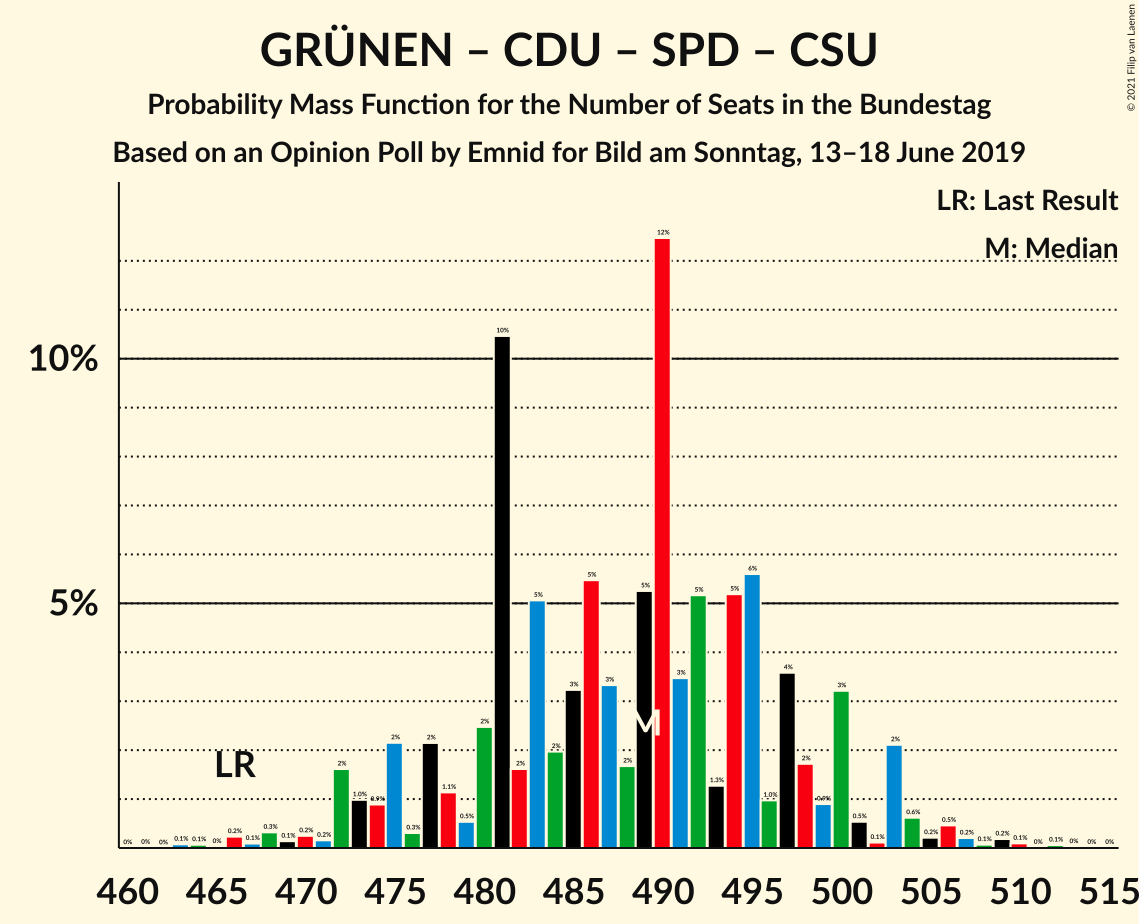 GRÜNEN – CDU – SPD – CSU
Probability Mass Function for the Number of Seats in the Bundestag
Based on an Opinion Poll by Emnid for Bild am Sonntag, 13–18 June 2019
© 2021 Filip van Laenen
LR: Last Result
M: Median
10%
5%
0% 0% 0% 0.1% 0.1% 0% 0.2% 0.1% 0.3% 0.1% 0.2% 0.2% 2% 1.0% 0.9% 2% 0.3% 2% 1.1% 0.5% 2% 10% 2% 5% 2% 3% 5% 3% 2% 5% 12% 3% 5% 1.3% 5% 6% 1.0% 4% 2% 0.9% 3% 0.5% 0.1% 2% 0.6% 0.2% 0.5% 0.2% 0.1% 0.2% 0.1% 0% 0.1% 0% 0% 0%
LR
M
460 465 470 475 480 485 490 495 500 505 510 515